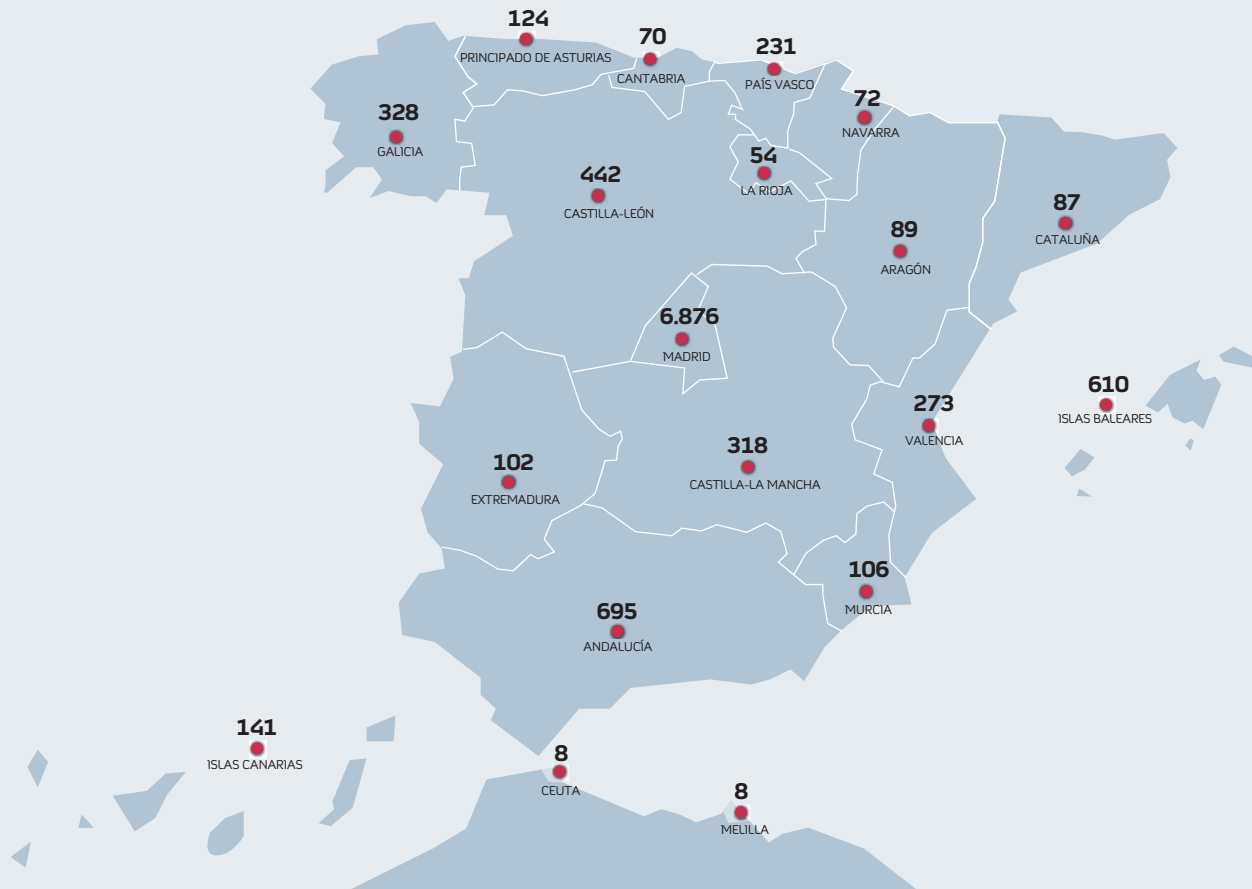 124
PRINCIPADO DE ASTURIAS
70
CANTABRIA
231
PAÍS VASCO
72
NAVARRA
328
GALICIA
54
LA RIOJA
442
CASTILLA-LEÓN
87
CATALUÑA
89
ARAGÓN
6.876
MADRID
610
ISLAS BALEARES
273
VALENCIA
318
CASTILLA-LA MANCHA
102
EXTREMADURA
106
MURCIA
695
ANDALUCÍA
141
ISLAS CANARIAS
8
CEUTA
8
MELILLA